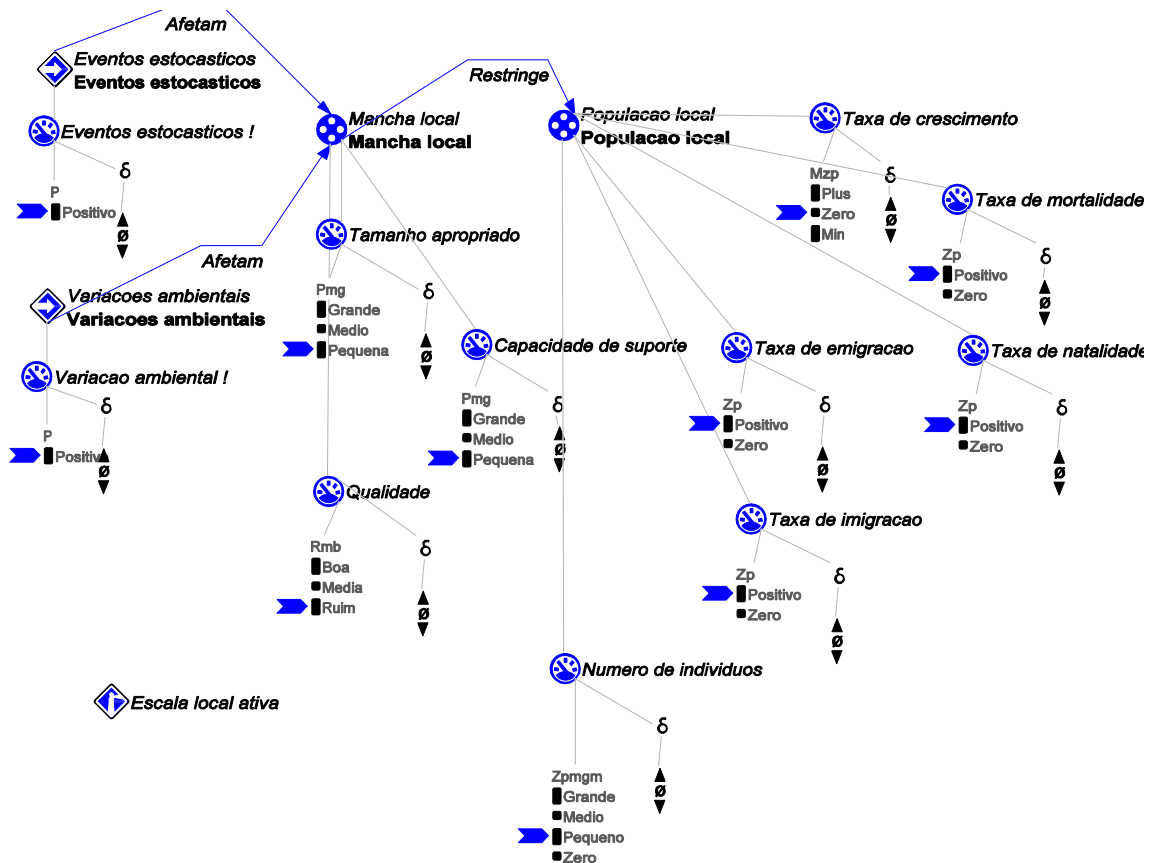 Afetam
Eventos estocasticos
Eventos estocasticos
Eventos estocasticos !
δ
P
Positivo
ø
Afetam
Variacoes ambientais
Variacoes ambientais
Variacao ambiental !
δ
P
Positivo
ø
Escala local ativa
Mancha local
Mancha local
Restringe
Tamanho apropriado
δ
Pmg
Grande
Medio
Pequena
ø
Capacidade de suporte
δ
Pmg
Grande
Medio
Pequena
ø
Qualidade
δ
Rmb
Boa
Media
Ruim
ø
Populacao local
Populacao local
Taxa de crescimento
δ
Mzp
Plus
Zero
Min
ø
Taxa de mortalidade
δ
Zp
Positivo
Zero
ø
Taxa de emigracao
δ
Zp
Positivo
Zero
ø
Taxa de natalidade
δ
Zp
Positivo
Zero
ø
Taxa de imigracao
δ
Zp
Positivo
Zero
ø
Numero de individuos
δ
Zpmgm
Grande
Medio
Pequeno
Zero
ø